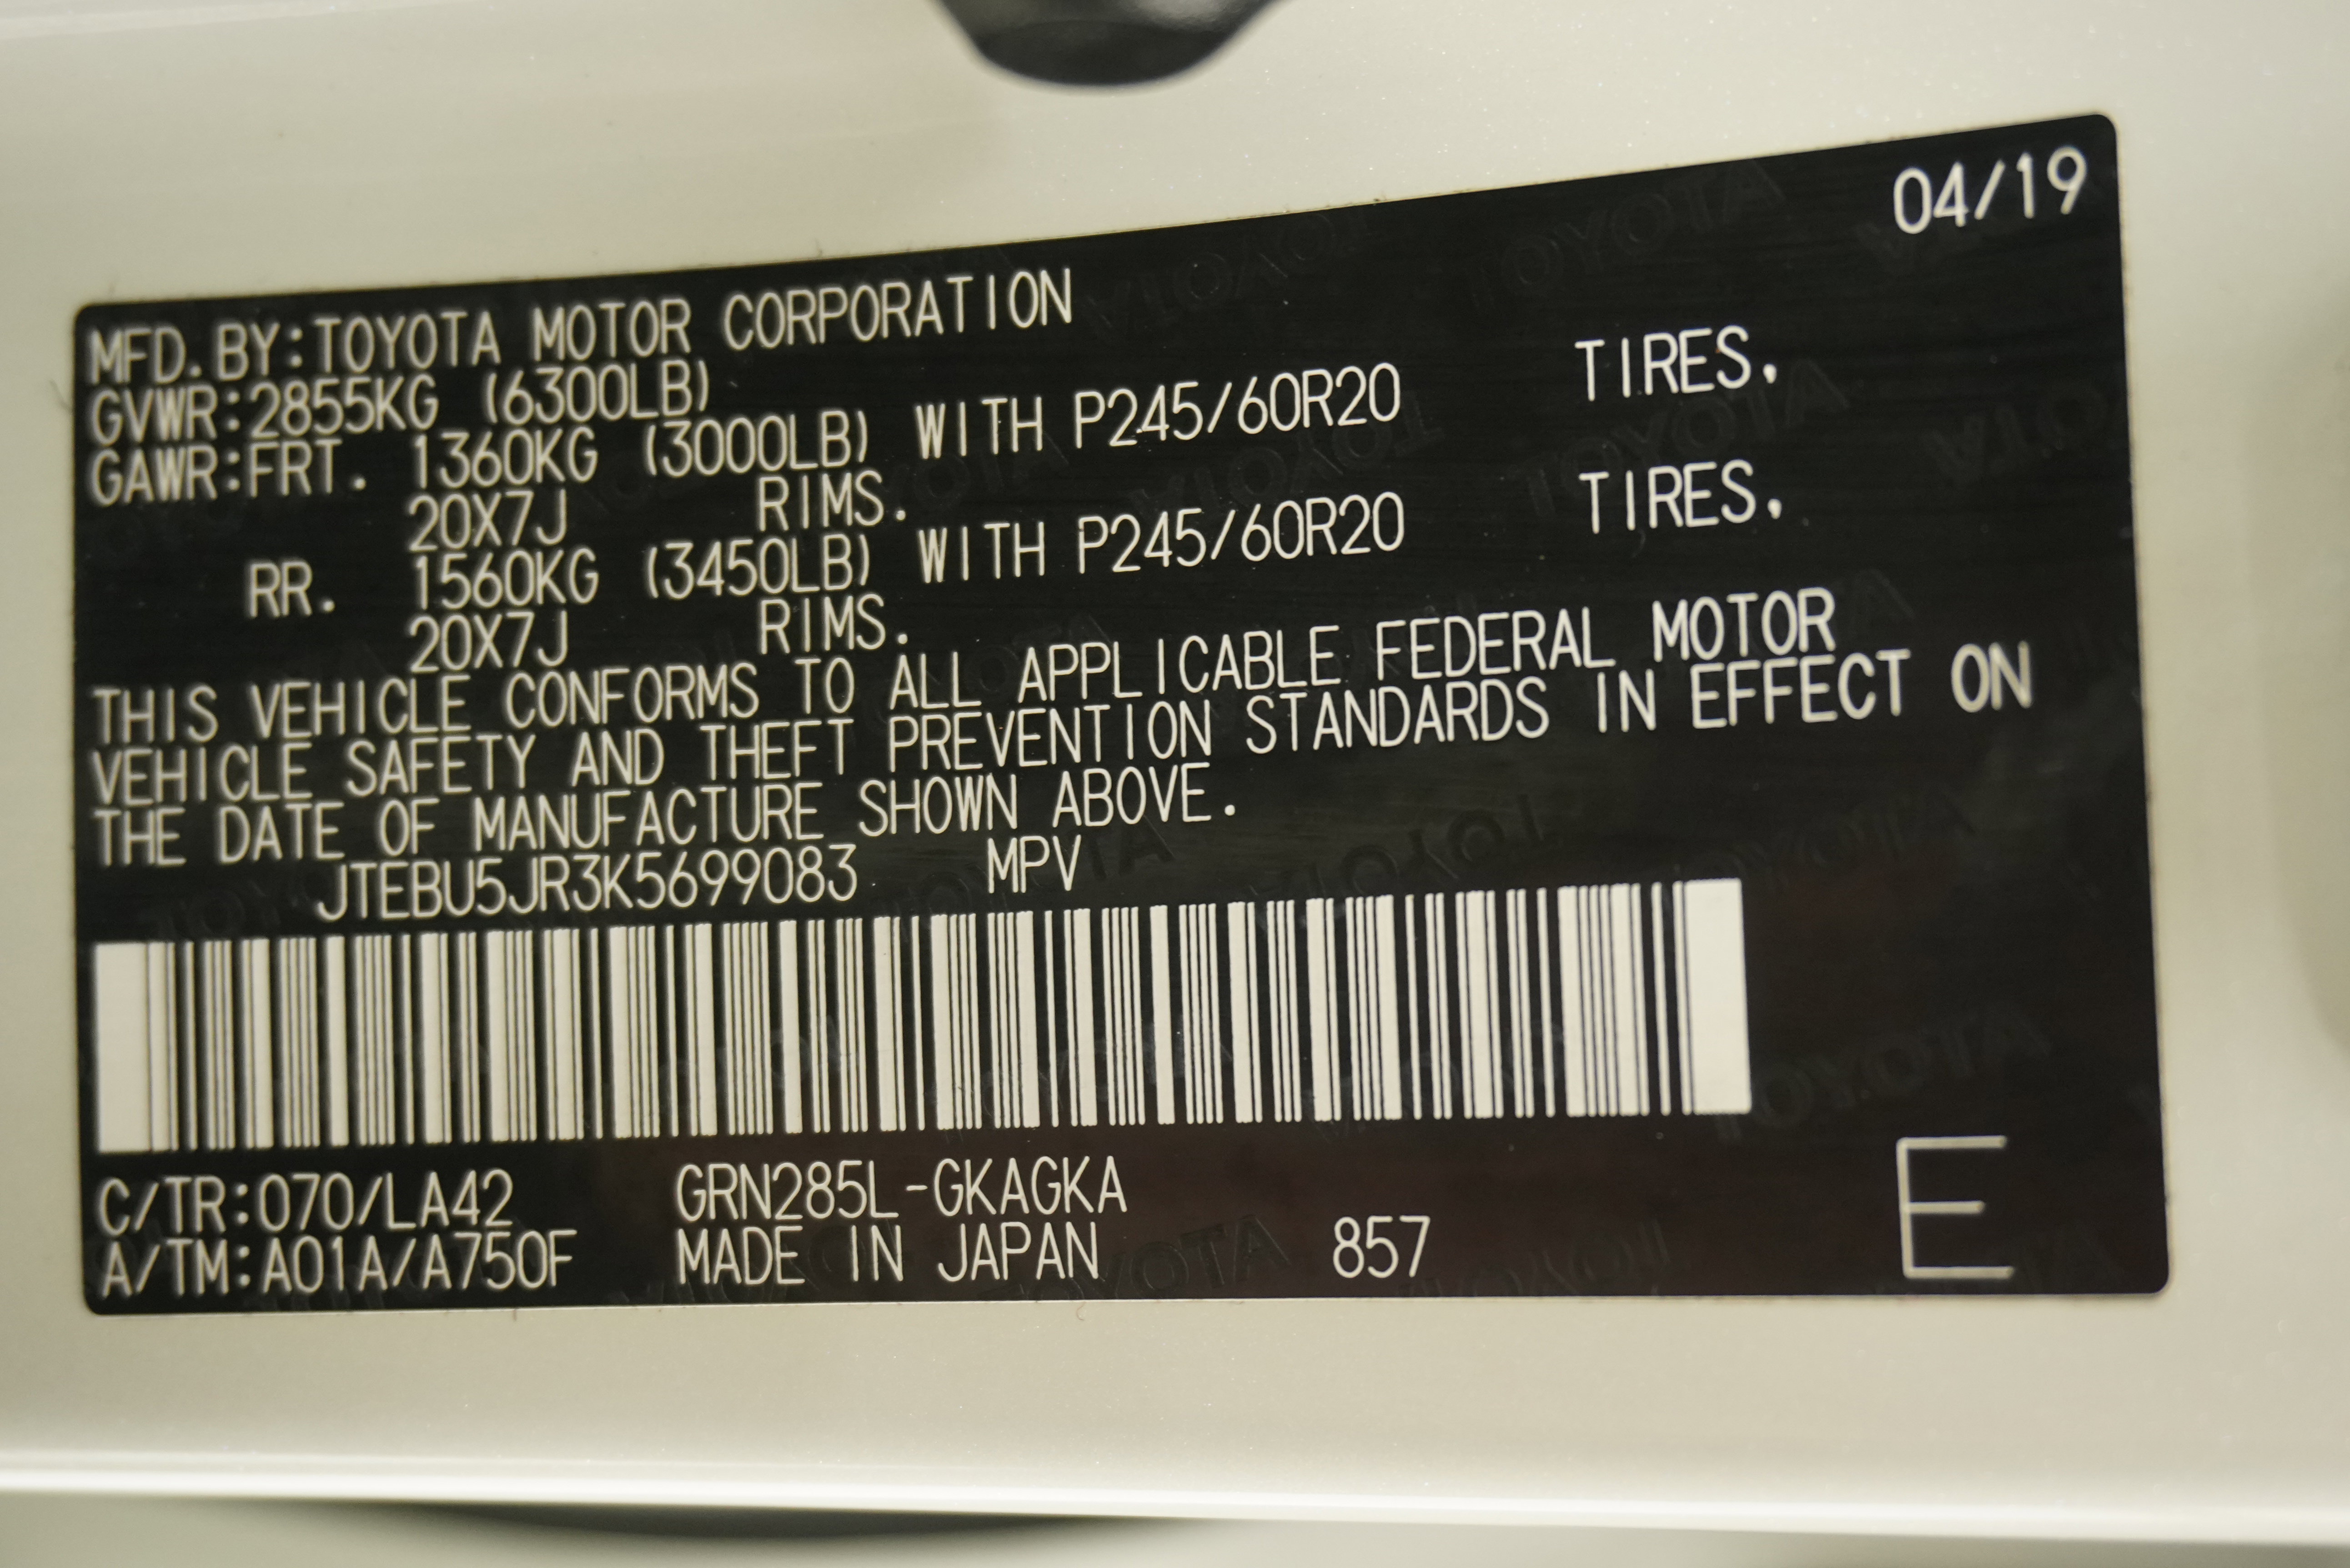 04/19
MFD.BY:TOYOTA MOTOR CORPORATION
GVWR:2855KG (6300LB)
GAWR:FRT. 1360KG (3000LB) WITH P245/60R20 TIRES,
20X7J RIMS.
RR. 1560KG (3450LB) WITH P245/60R20 TIRES,
20X7J RIMS.
THIS VEHICLE CONFORMS TO ALL APPLICABLE FEDERAL MOTOR
VEHICLE SAFETY AND THEFT PREVENTION STANDARDS IN EFFECT ON
THE DATE OF MANUFACTURE SHOWN ABOVE.
JTEBU5JR3K5699083 MPV
C/TR:070/LA42 GRN285L-GKAGKA
A/TM:A01A/A750F MADE IN JAPAN 857 E